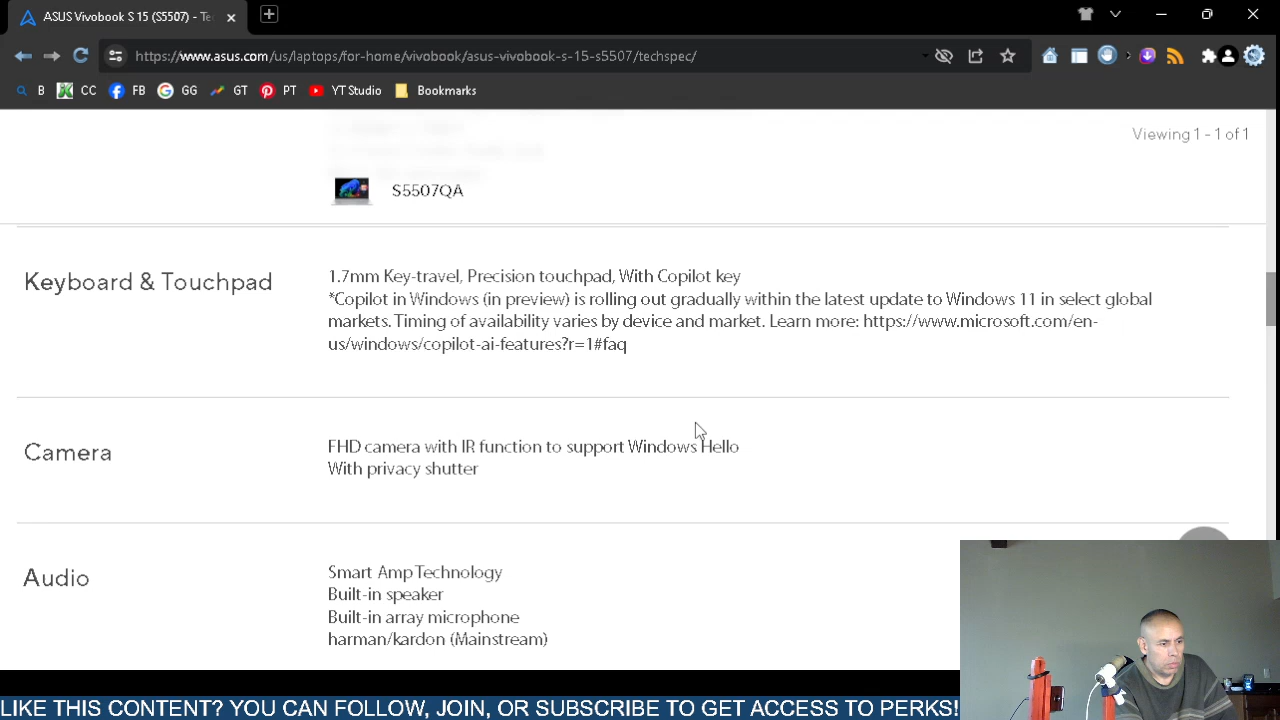 ASUS Vivobook S 15 (S5507) - Te
https://www.asus.com/us/laptops/for-home/vivobook/asus-vivobook-s-15-s5507/techspec/
B CC FB GG GT PT YT Studio Bookmarks
Viewing 1 - 1 of 1
S5507QA
Keyboard & Touchpad
1.7mm Key-travel, Precision touchpad, With Copilot key
*Copilot in Windows (in preview) is rolling out gradually within the latest update to Windows 11 in select global
markets. Timing of availability varies by device and market. Learn more: https://www.microsoft.com/en-
us/windows/copilot-ai-features?r=1#faq
Camera
FHD camera with IR function to support Windows Hello
With privacy shutter
Audio
Smart Amp Technology
Built-in speaker
Built-in array microphone
harman/kardon (Mainstream)
LIKE THIS CONTENT? YOU CAN FOLLOW, JOIN, OR SUBSCRIBE TO GET ACCESS TO PERKS!